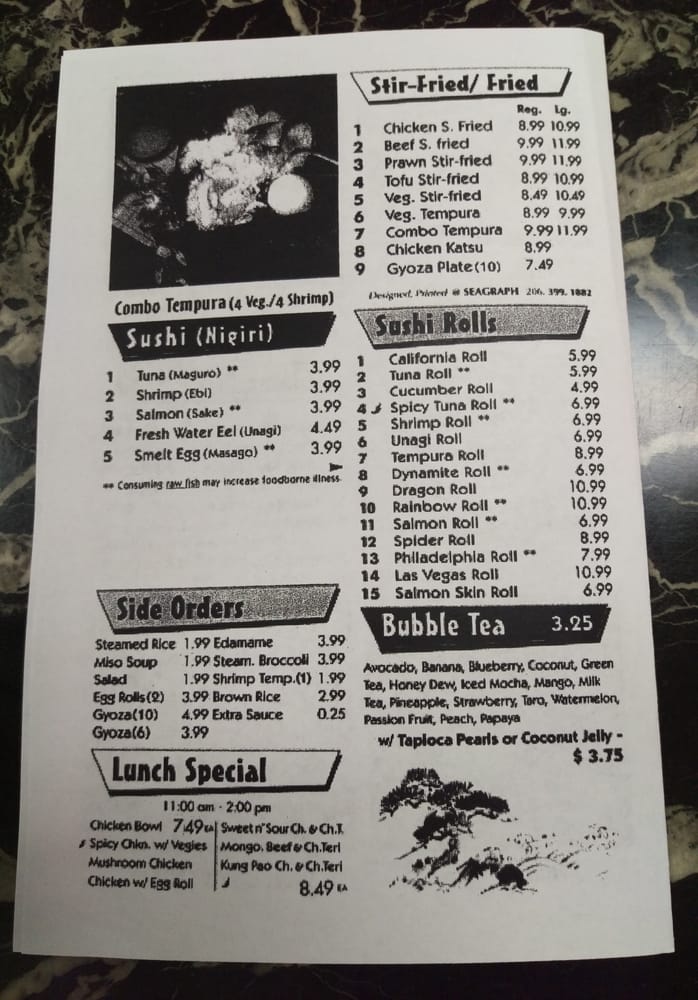 Stir-Fried/ Fried
Reg. Lg.
1 Chicken S. Fried 8.99 10.99
2 Beef S. fried 9.99 11.99
3 Prawn Stir-fried 9.99 11.99
4 Tofu Stir-fried 8.99 10.99
5 Veg. Stir-fried 8.49 10.49
6 Veg. Tempura 8.99 9.99
7 Combo Tempura 9.99 11.99
8 Chicken Katsu 8.99
9 Gyoza Plate (10) 7.49
Designed, Printed @ SEAGRAPH 206. 399. 1882
Combo Tempura (4 Veg./4 Shrimp)
Sushi (Nigiri)
1 Tuna (Maguro) ** 3.99
2 Shrimp (Ebi) 3.99
3 Salmon (Sake) ** 3.99
4 Fresh Water Eel (Unagi) 4.49
5 Smelt Egg (Masago) ** 3.99
** Consuming raw fish may increase foodborne illness.
Sushi Rolls
1 California Roll 5.99
2 Tuna Roll ** 5.99
3 Cucumber Roll 4.99
4 Spicy Tuna Roll ** 6.99
5 Shrimp Roll ** 6.99
6 Unagi Roll 6.99
7 Tempura Roll 8.99
8 Dynamite Roll ** 6.99
9 Dragon Roll 10.99
10 Rainbow Roll ** 10.99
11 Salmon Roll ** 6.99
12 Spider Roll 8.99
13 Philadelphia Roll ** 7.99
14 Las Vegas Roll 10.99
15 Salmon Skin Roll 6.99
Side Orders
Steamed Rice 1.99 Edamame 3.99
Miso Soup 1.99 Steam. Broccoli 3.99
Salad 1.99 Shrimp Temp.(1) 1.99
Egg Rolls(2) 3.99 Brown Rice 2.99
Gyoza(10) 4.99 Extra Sauce 0.25
Gyoza(6) 3.99
Bubble Tea 3.25
Avocado, Banana, Blueberry, Coconut, Green
Tea, Honey Dew, Iced Mocha, Mango, Milk
Tea, Pineapple, Strawberry, Taro, Watermelon,
Passion Fruit, Peach, Papaya
w/ Tapioca Pearls or Coconut Jelly -
$ 3.75
Lunch Special
11:00 am - 2:00 pm
Chicken Bowl 7.49 EA Sweet n' Sour Ch. & Ch.T.
Spicy Chkn. w/ Vegies Mongo. Beef & Ch.Teri
Mushroom Chicken Kung Pao Ch. & Ch.Teri
Chicken w/ Egg Roll 8.49 EA